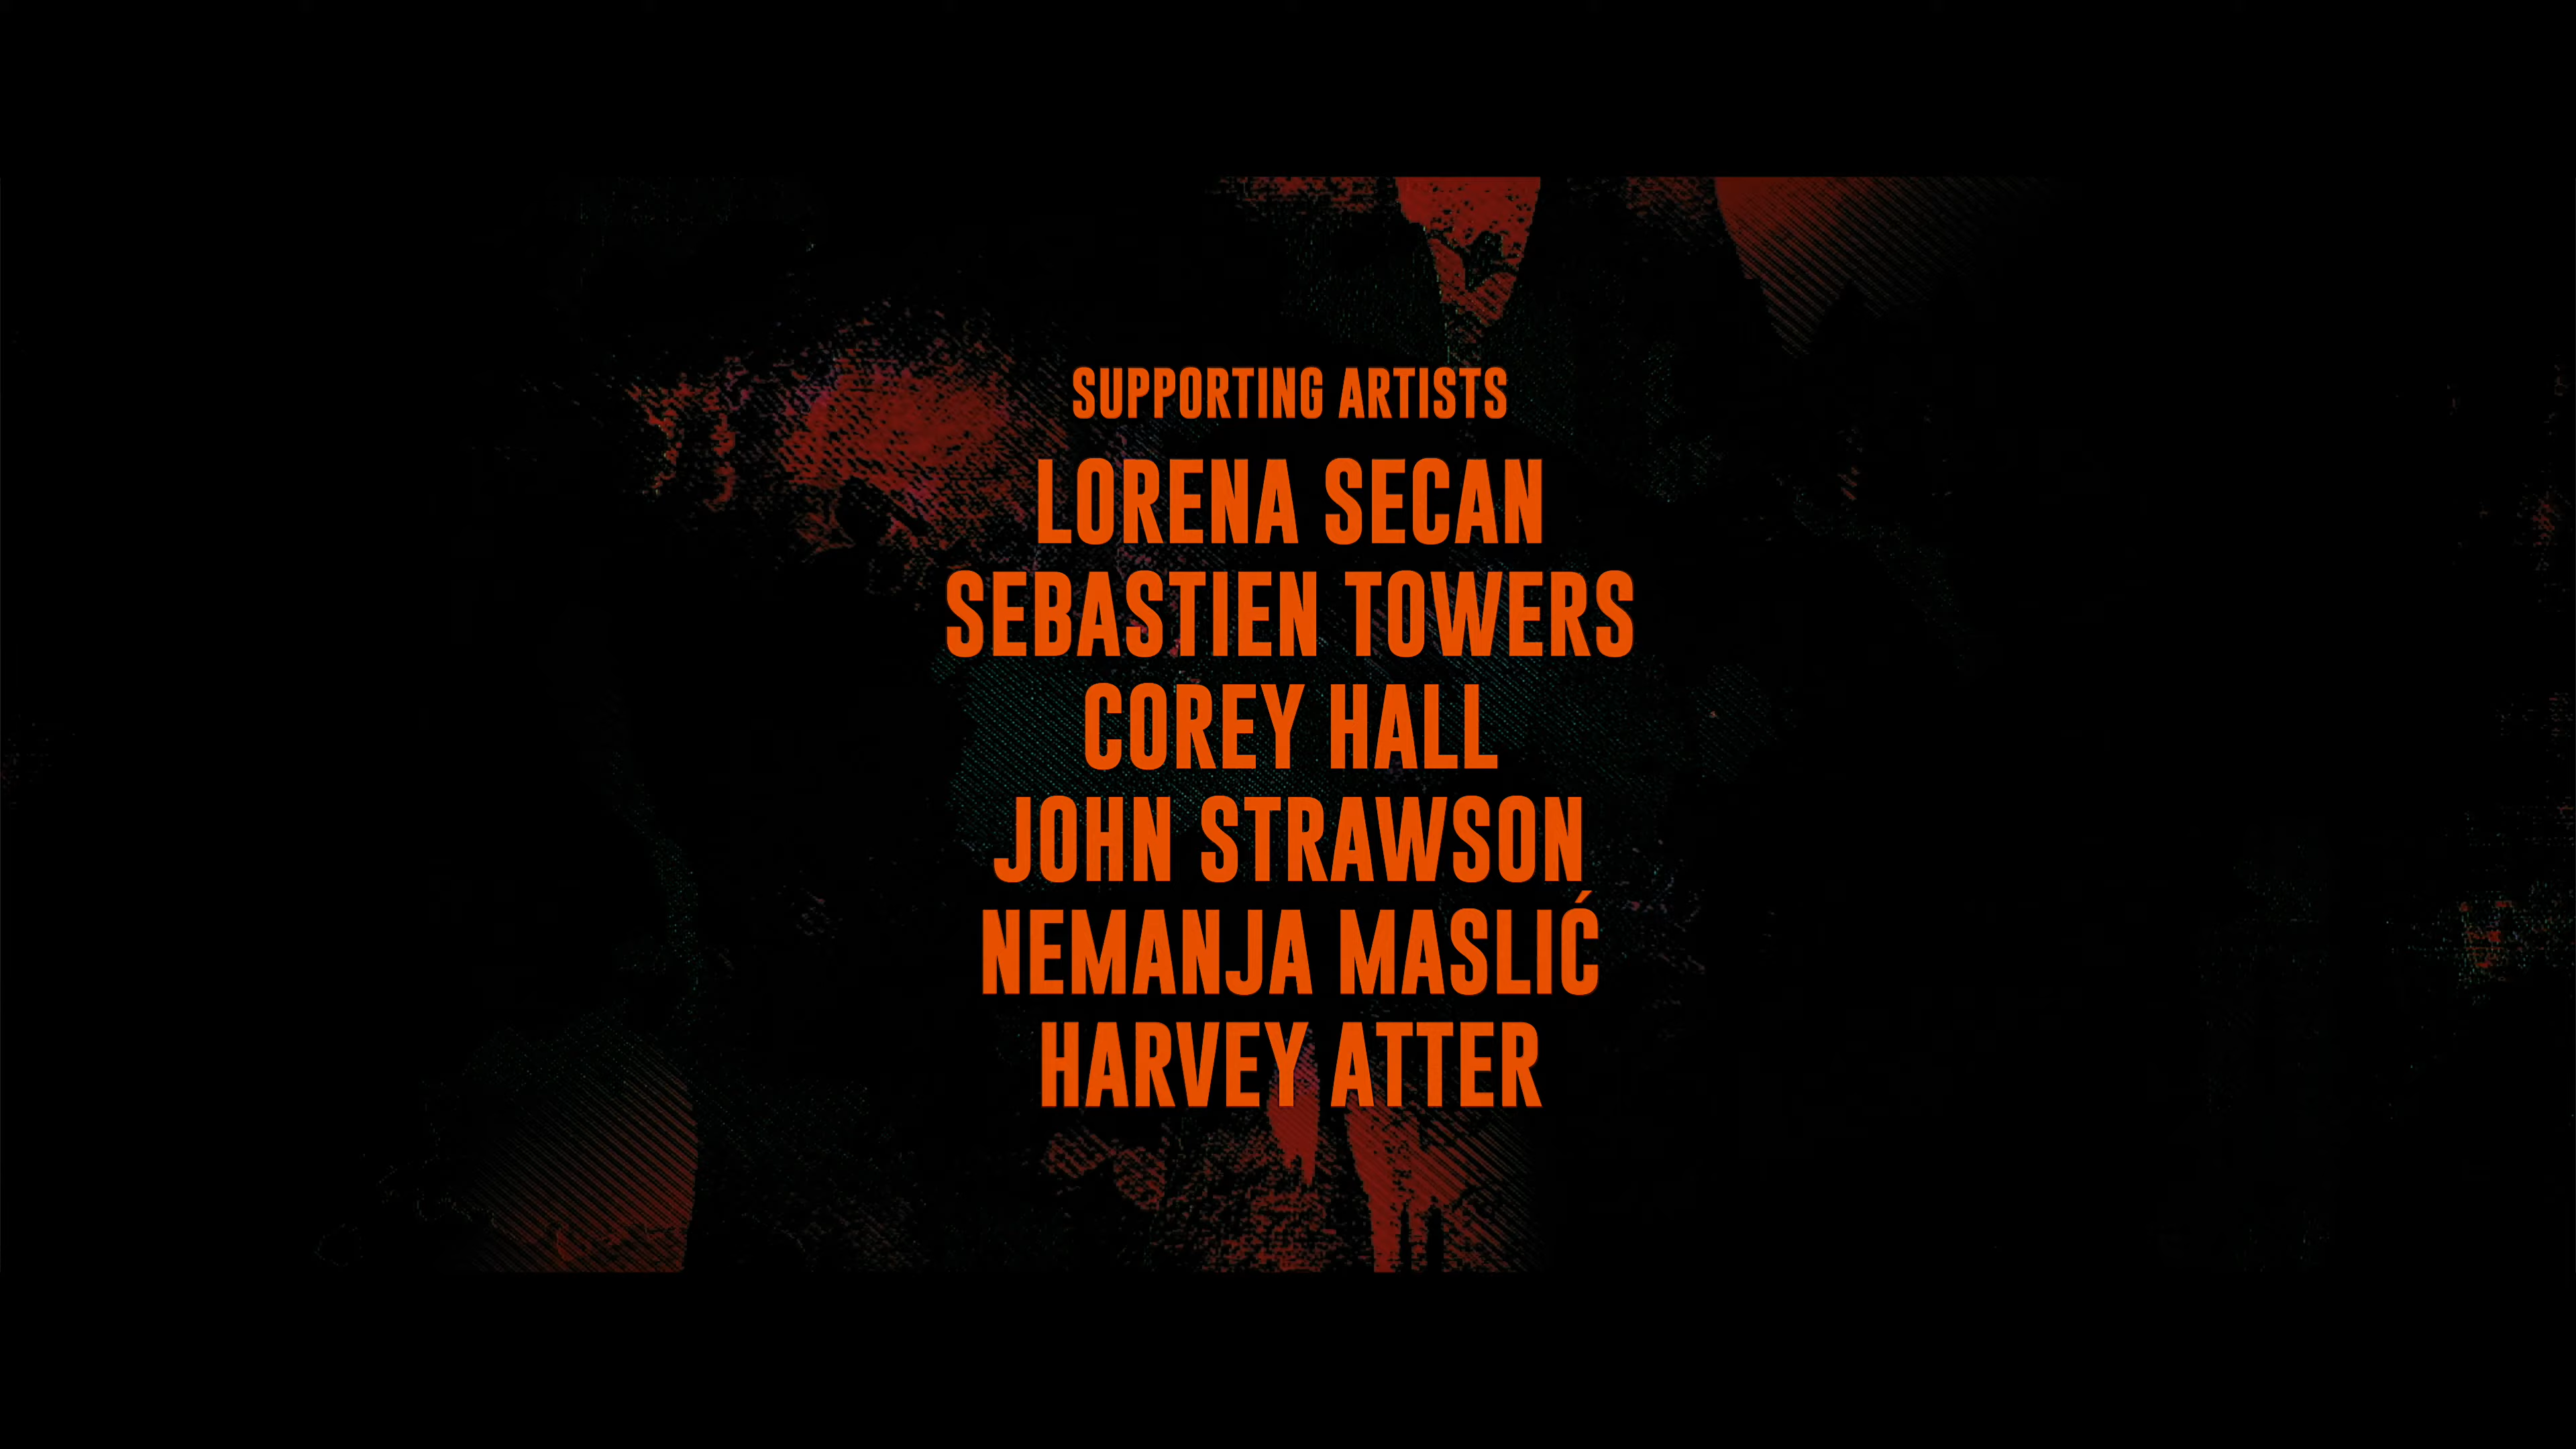 SUPPORTING ARTISTS
LORENA SECAN
SEBASTIEN TOWERS
COREY HALL
JOHN STRAWSON
NEMANJA MASLIĆ
HARVEY ATTER